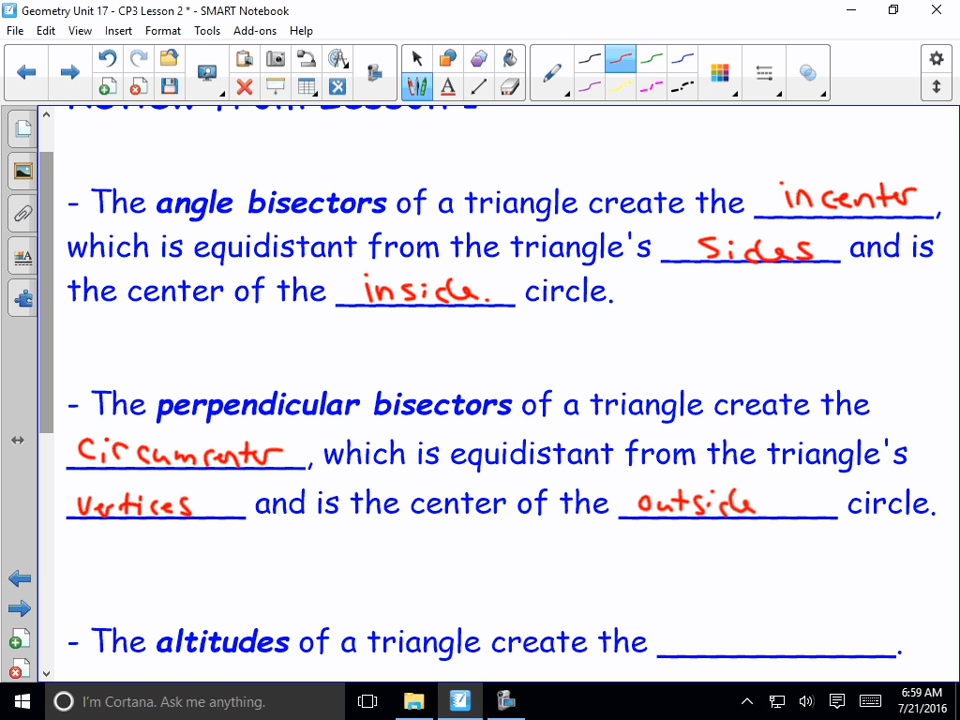 Geometry Unit 17 - CP3 Lesson 2 * - SMART Notebook
File Edit View Insert Format Tools Add-ons Help
Review from Lesson 1
- The angle bisectors of a triangle create the incenter,
which is equidistant from the triangle's sides and is
the center of the inside. circle.
- The perpendicular bisectors of a triangle create the
circumcenter, which is equidistant from the triangle's
vertices and is the center of the outside circle.
- The altitudes of a triangle create the ____________.
I'm Cortana. Ask me anything.
6:59 AM
7/21/2016